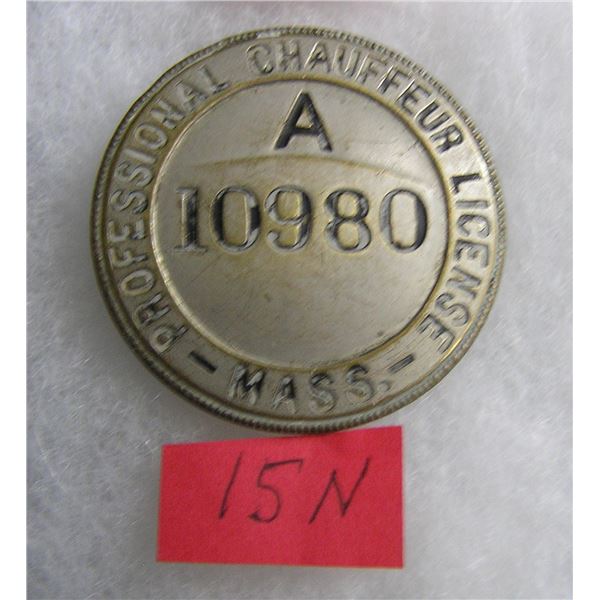 PROFESSIONAL CHAUFFEUR LICENSE
A
10980
- MASS. -
15N